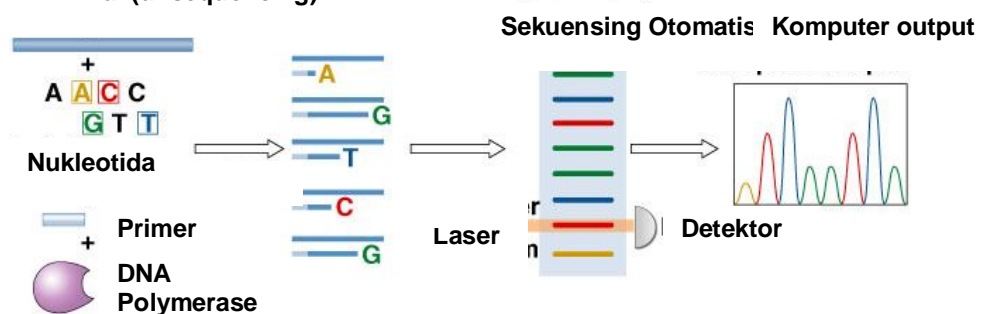 Sekuensing Otomatis
Komputer output
+
A A C C
G T T
Nukleotida
Primer
+
DNA
Polymerase
A
G
T
C
G
Laser
Detektor